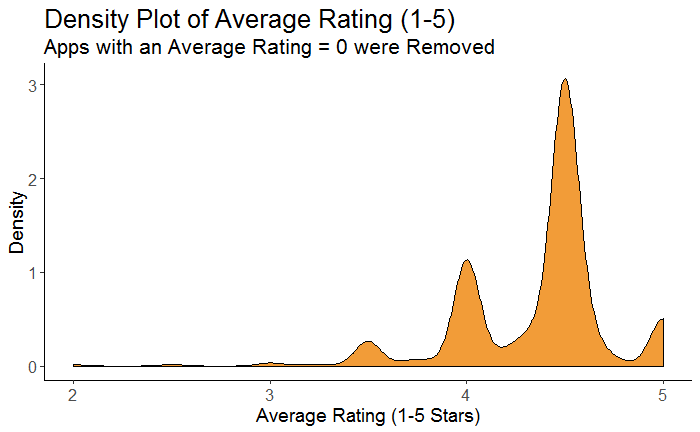 Density Plot of Average Rating (1-5)
Apps with an Average Rating = 0 were Removed
3
2
1
0
Density
2 3 4 5
Average Rating (1-5 Stars)